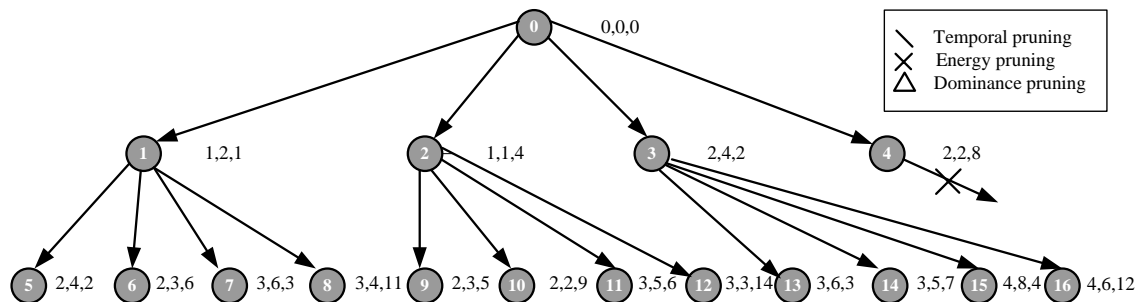 0 0,0,0
Temporal pruning
Energy pruning
Dominance pruning
1 1,2,1 2 1,1,4 3 2,4,2 4 2,2,8
5 2,4,2 6 2,3,6 7 3,6,3 8 3,4,11 9 2,3,5 10 2,2,9 11 3,5,6 12 3,3,14 13 3,6,3 14 3,5,7 15 4,8,4 16 4,6,12